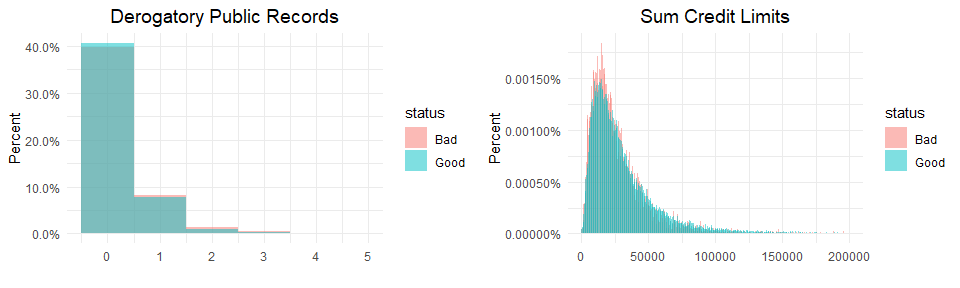 Derogatory Public Records
Percent
40.0%
30.0%
20.0%
10.0%
0.0%
0 1 2 3 4 5
status
Bad
Good
Sum Credit Limits
Percent
0.00150%
0.00100%
0.00050%
0.00000%
0 50000 100000 150000 200000
status
Bad
Good